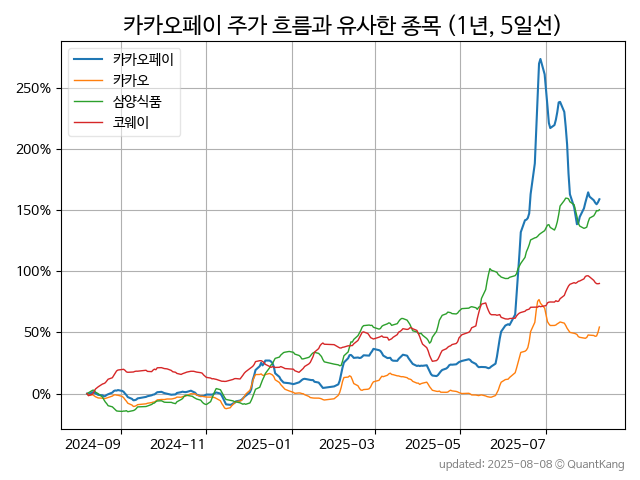 카카오페이 주가 흐름과 유사한 종목 (1년, 5일선)
카카오페이
카카오
삼양식품
코웨이
250%
200%
150%
100%
50%
0%
2024-09 2024-11 2025-01 2025-03 2025-05 2025-07
updated: 2025-08-08 © QuantKang